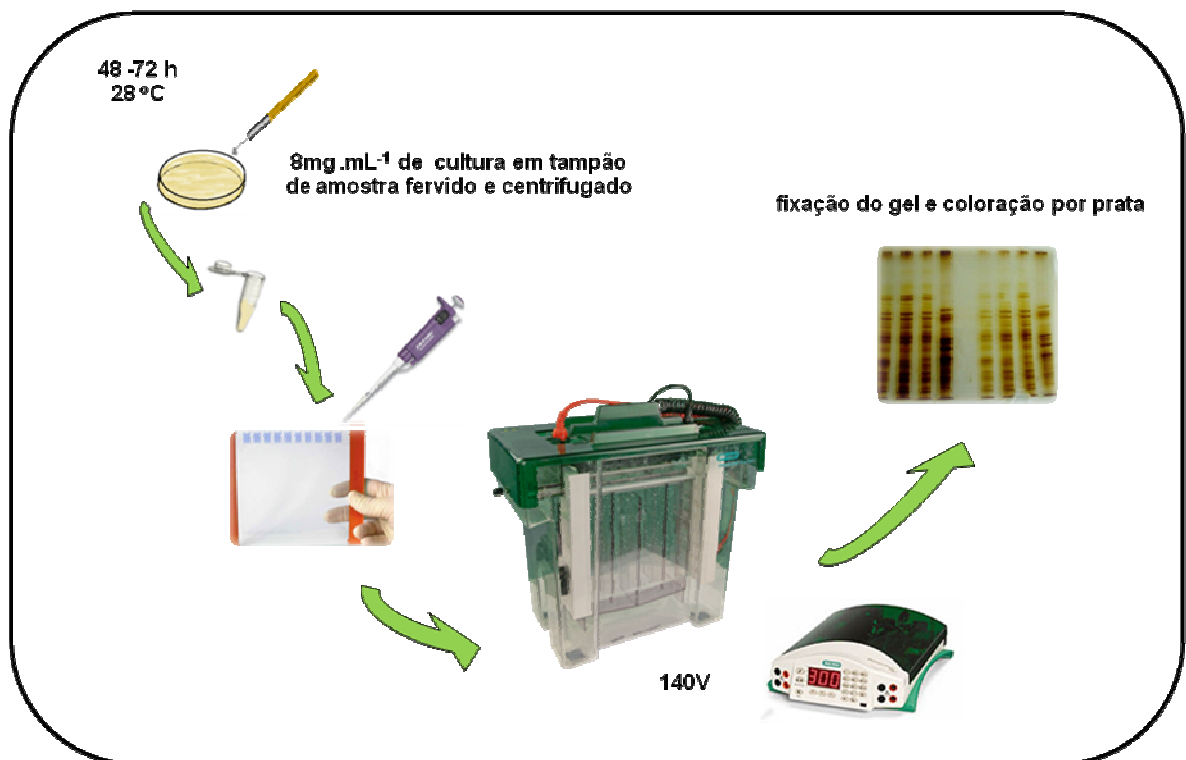 48 -72 h
28 ºC
8mg.mL-¹ de cultura em tampão
de amostra fervido e centrifugado
fixação do gel e coloração por prata
140V
300